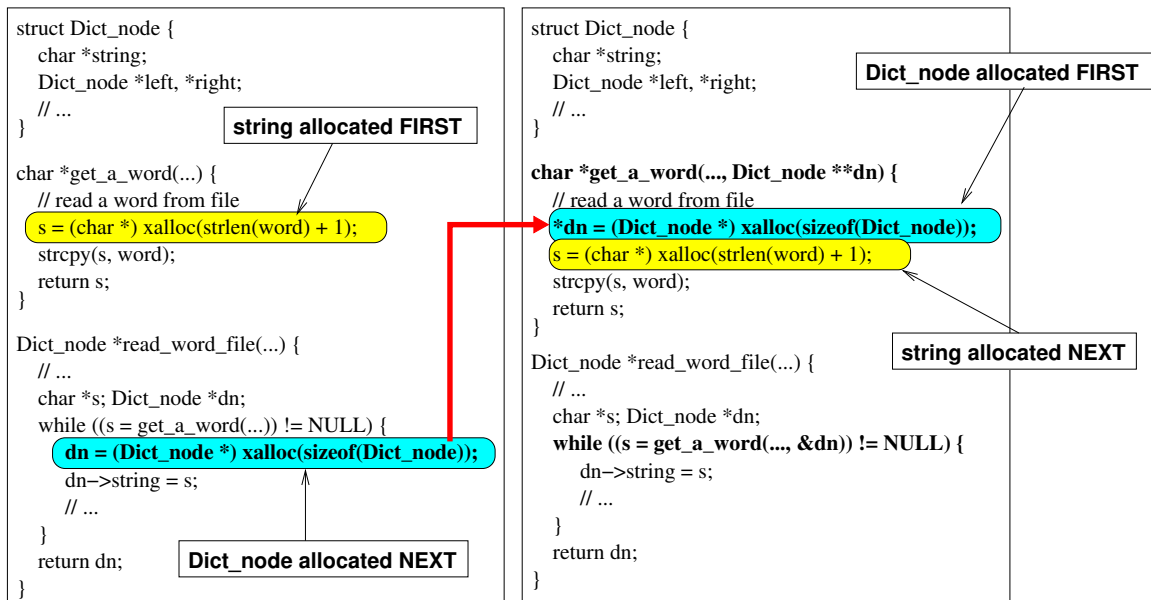 struct Dict_node {
char *string;
Dict_node *left, *right;
// ...
}
string allocated FIRST
char *get_a_word(...) {
// read a word from file
s = (char *) xalloc(strlen(word) + 1);
strcpy(s, word);
return s;
}
Dict_node *read_word_file(...) {
// ...
char *s; Dict_node *dn;
while ((s = get_a_word(...)) != NULL) {
dn = (Dict_node *) xalloc(sizeof(Dict_node));
dn−>string = s;
// ...
}
return dn;
}
Dict_node allocated NEXT
struct Dict_node {
char *string;
Dict_node *left, *right;
// ...
}
Dict_node allocated FIRST
char *get_a_word(..., Dict_node **dn) {
// read a word from file
*dn = (Dict_node *) xalloc(sizeof(Dict_node));
s = (char *) xalloc(strlen(word) + 1);
strcpy(s, word);
return s;
}
string allocated NEXT
Dict_node *read_word_file(...) {
// ...
char *s; Dict_node *dn;
while ((s = get_a_word(..., &dn)) != NULL) {
dn−>string = s;
// ...
}
return dn;
}